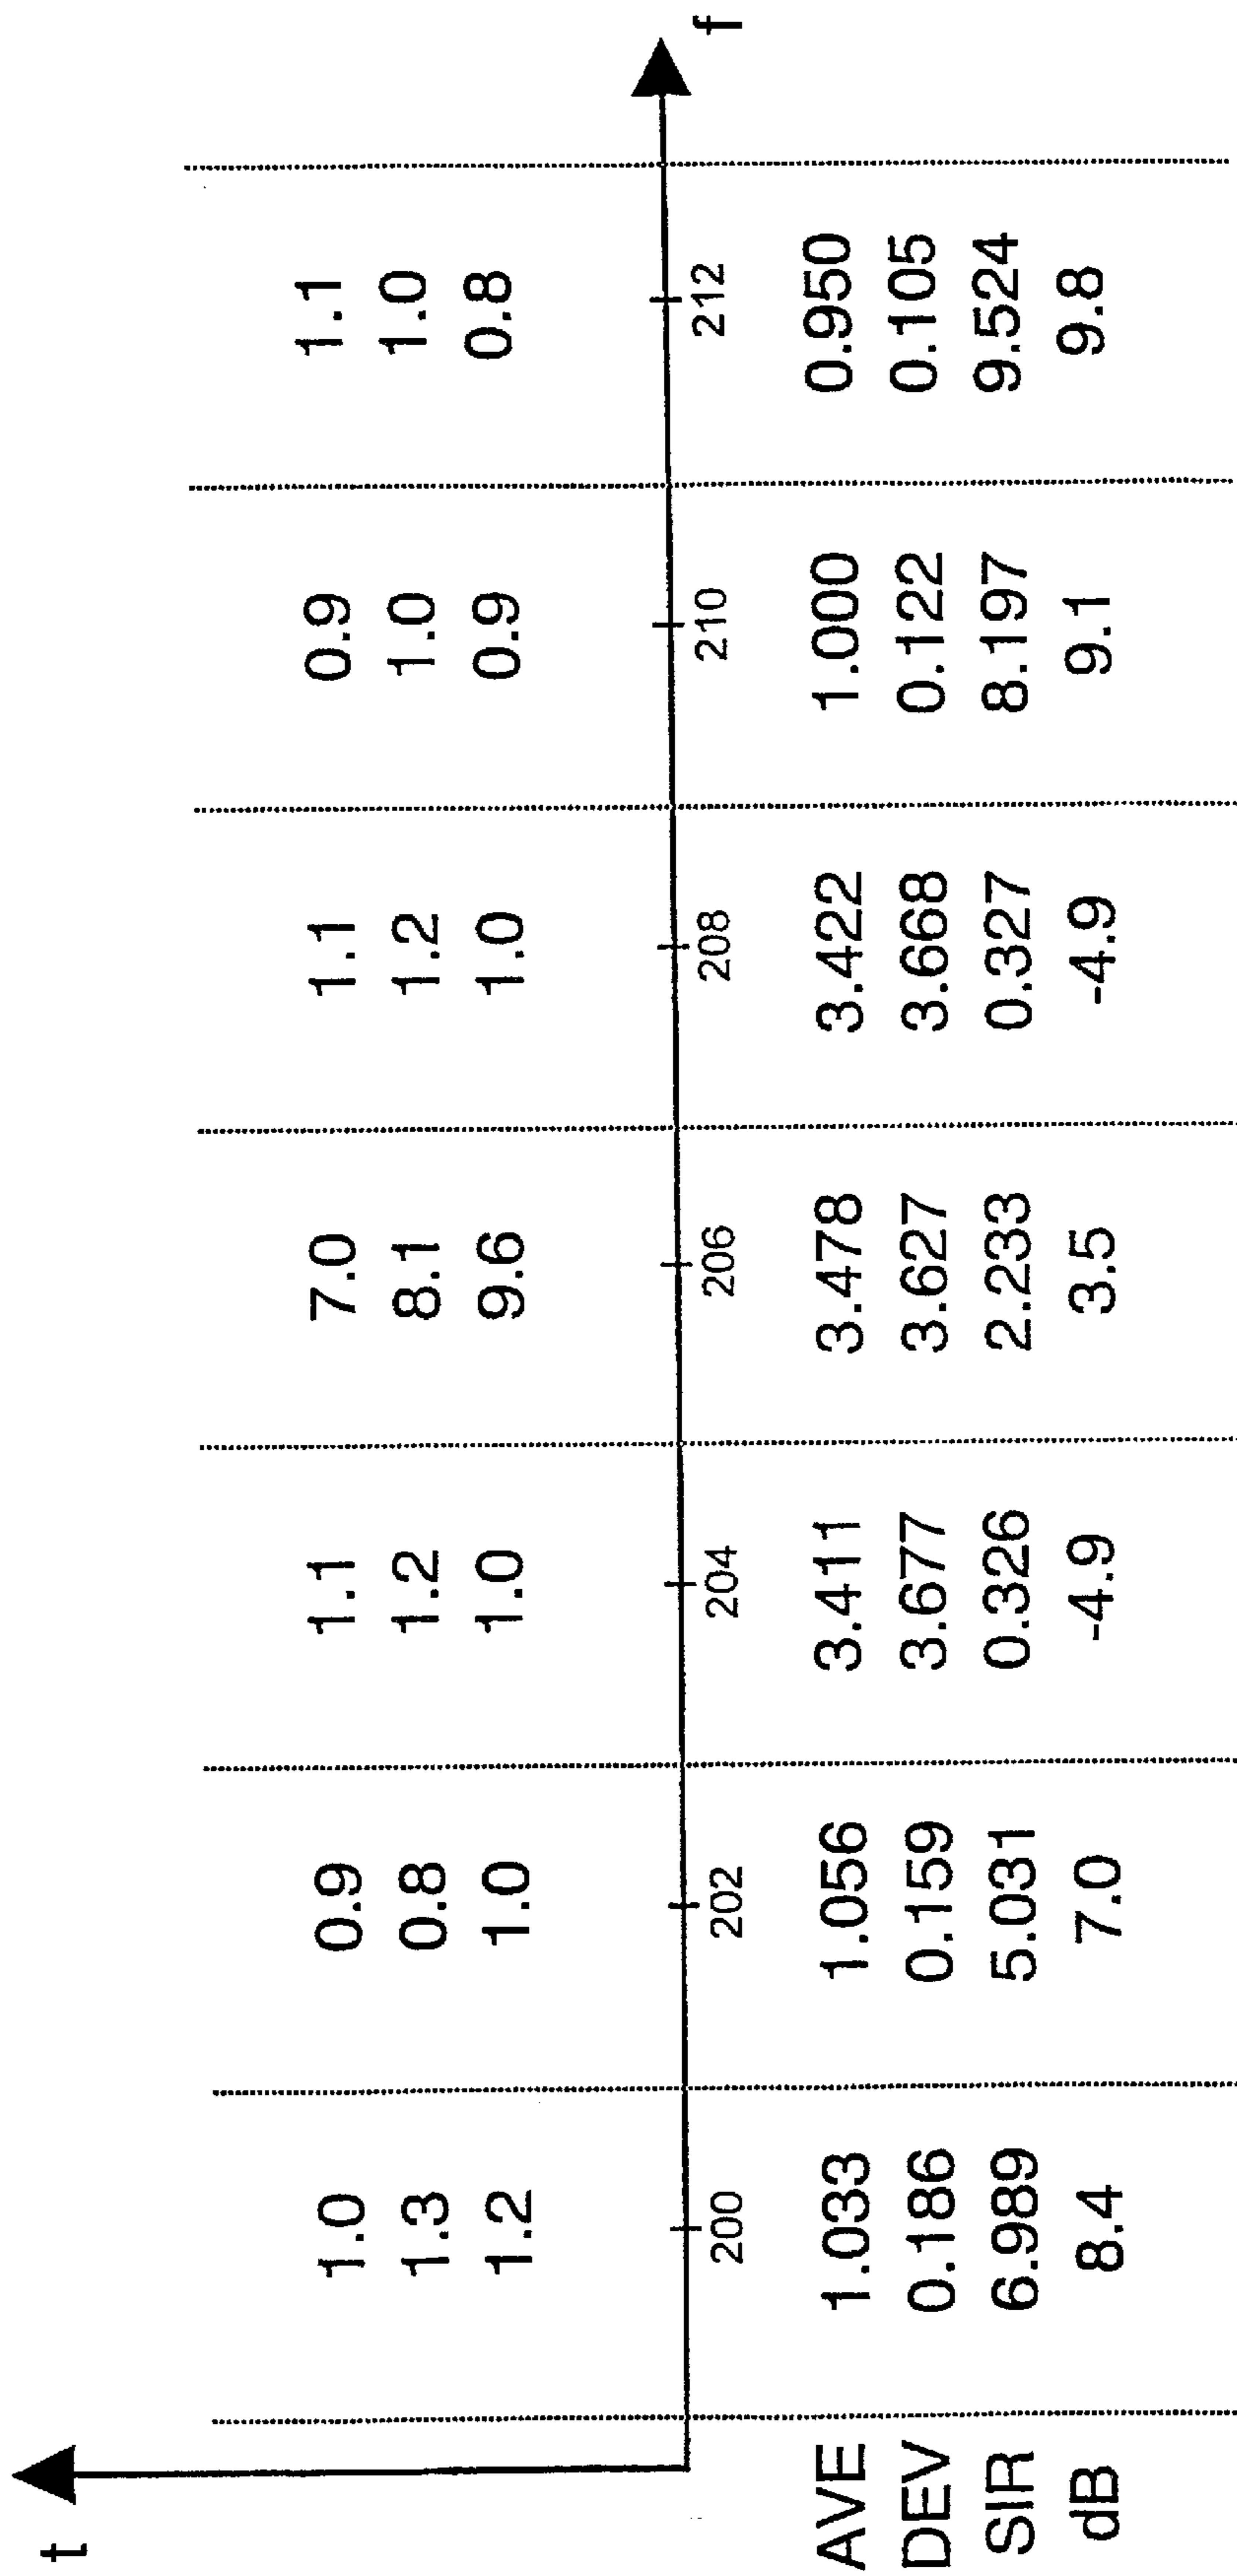 t
1.0 0.9 1.1 7.0 1.1 0.9 1.1
1.3 0.8 1.2 8.1 1.2 1.0 1.0
1.2 1.0 1.0 9.6 1.0 0.9 0.8
f
200 202 204 206 208 210 212
AVE 1.033 1.056 3.411 3.478 3.422 1.000 0.950
DEV 0.186 0.159 3.677 3.627 3.668 0.122 0.105
SIR 6.989 5.031 0.326 2.233 0.327 8.197 9.524
dB 8.4 7.0 -4.9 3.5 -4.9 9.1 9.8